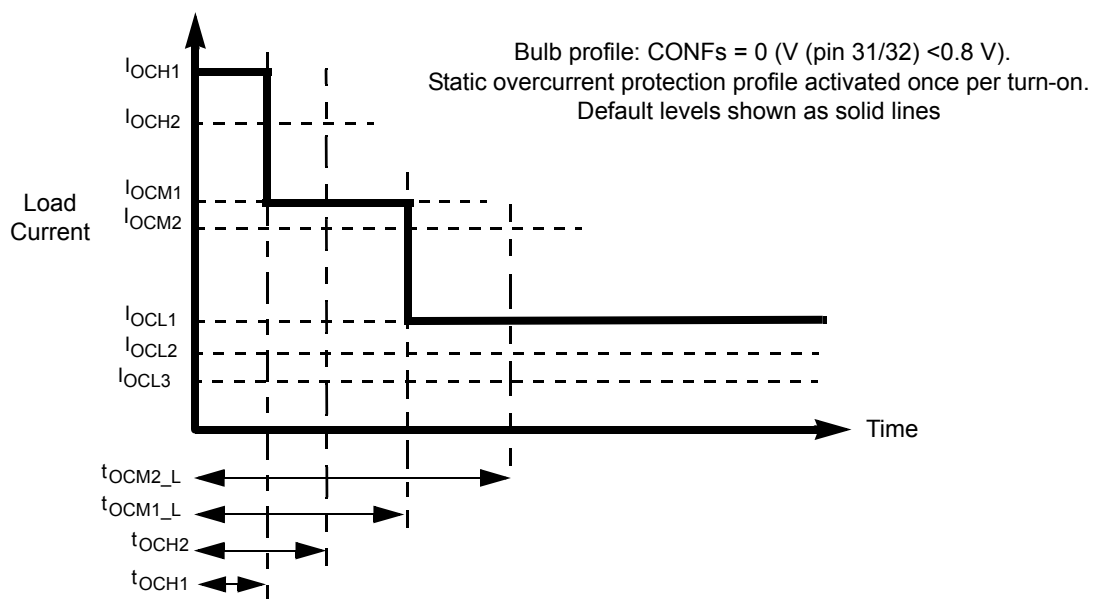 Bulb profile: CONFs = 0 (V (pin 31/32) <0.8 V).
Static overcurrent protection profile activated once per turn-on.
Default levels shown as solid lines
IOCH1
IOCH2
IOCM1
IOCM2
Load
Current
IOCL1
IOCL2
IOCL3
Time
tOCM2_L
tOCM1_L
tOCH2
tOCH1